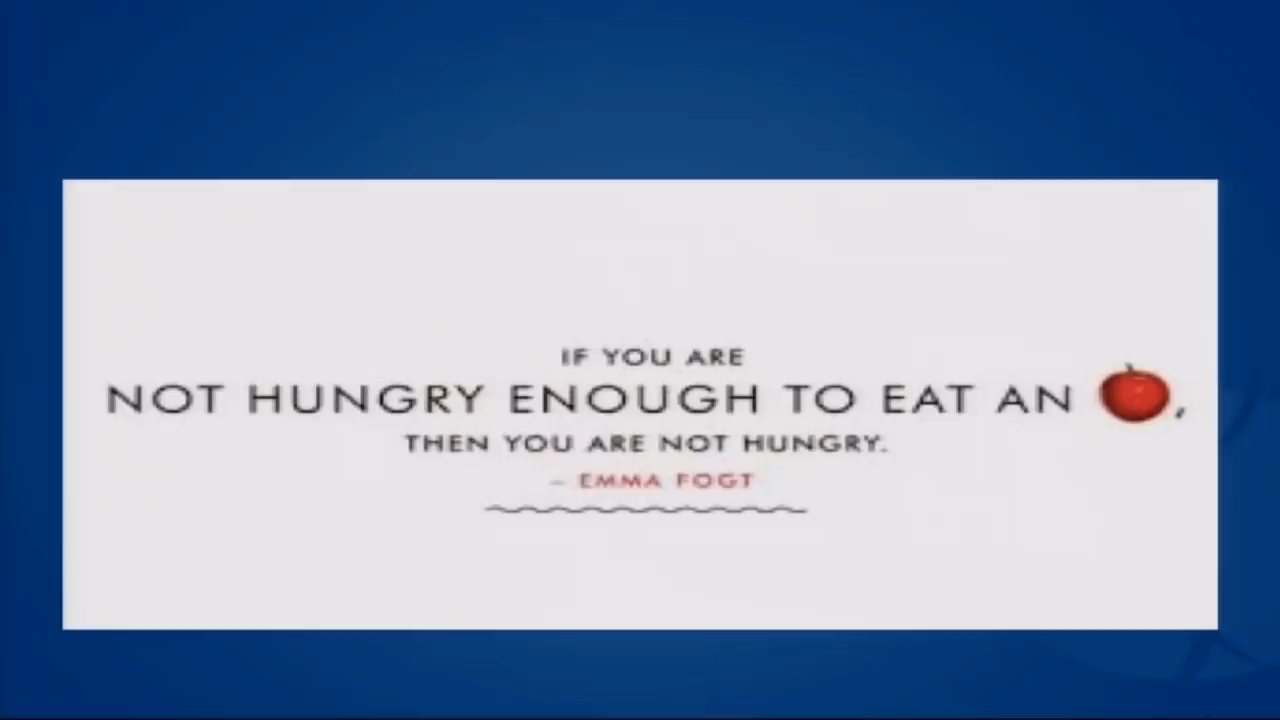 IF YOU ARE
NOT HUNGRY ENOUGH TO EAT AN ,
THEN YOU ARE NOT HUNGRY.
– EMMA FOGT